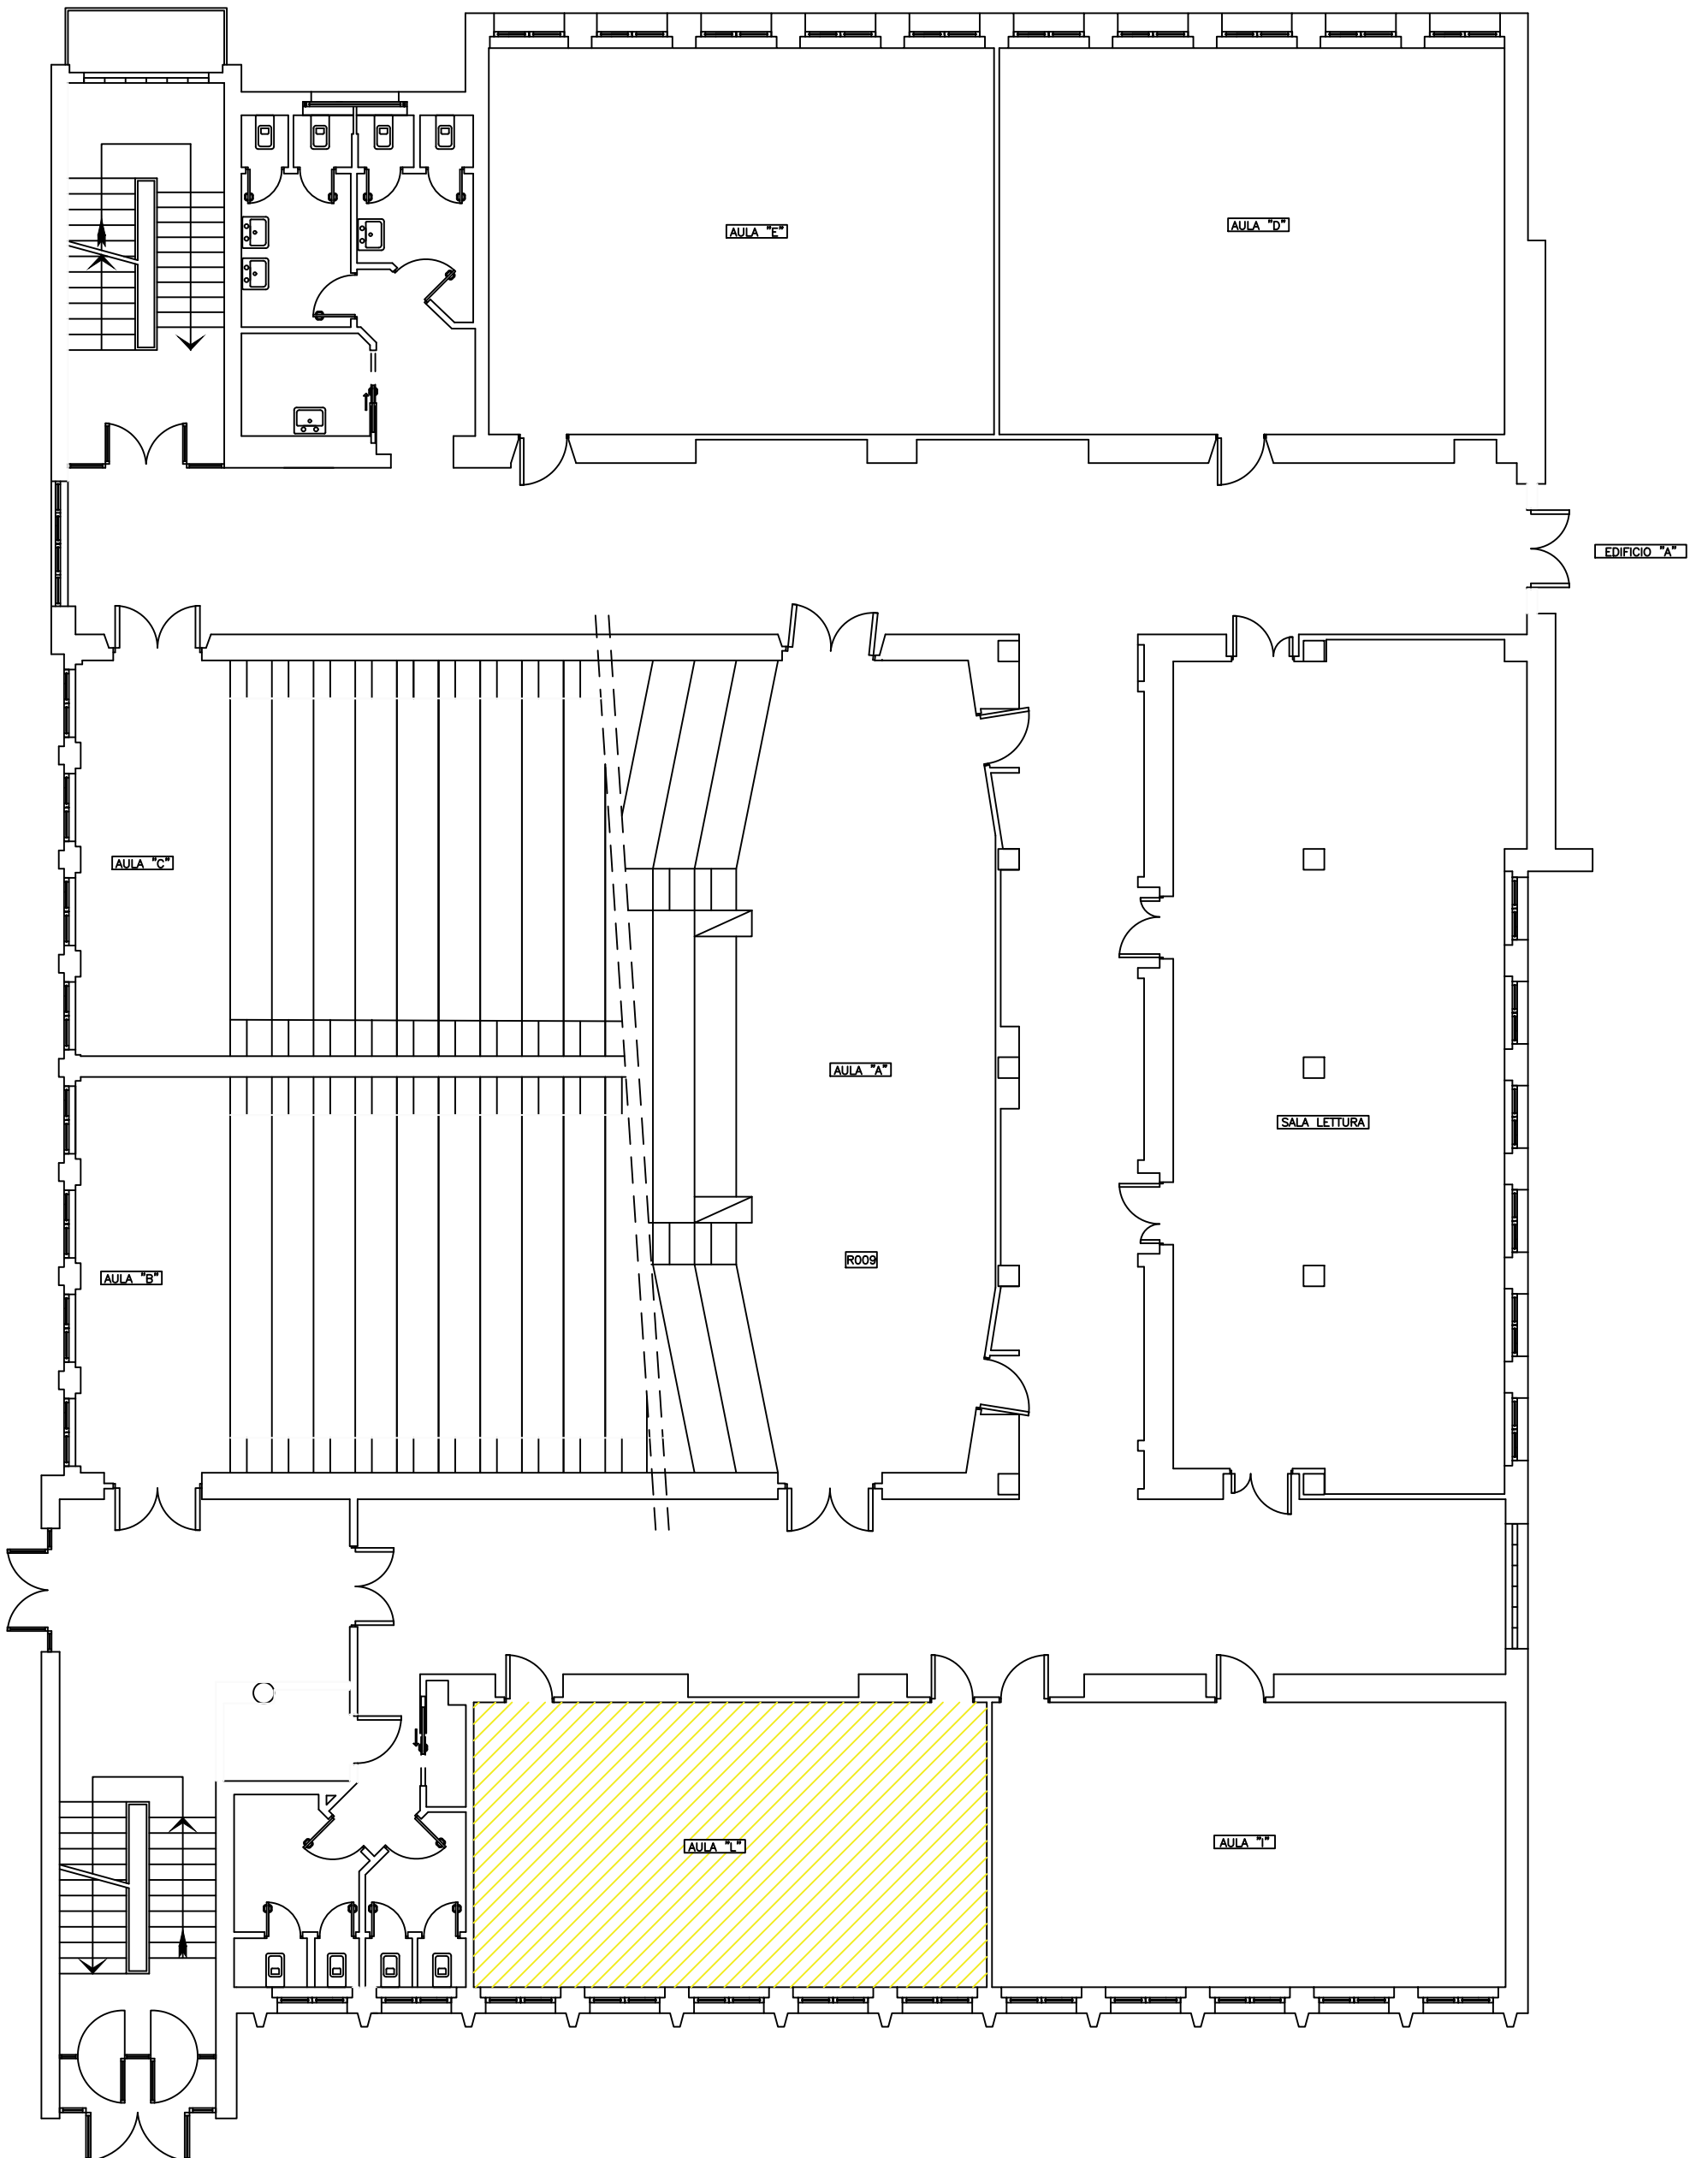 AULA "E"
AULA "D"
EDIFICIO "A"
AULA "C"
AULA "A"
SALA LETTURA
R009
AULA "B"
AULA "L"
AULA "I"